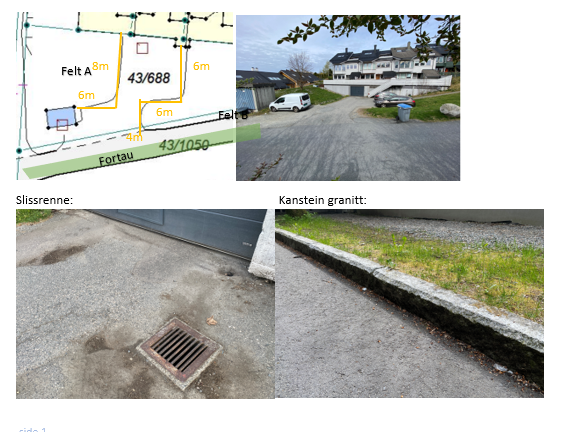 8m
6m
Felt A
43/688
6m
6m
Felt B
4m
43/1050
Fortau
Slissrenne:
Kanstein granitt:
side 1